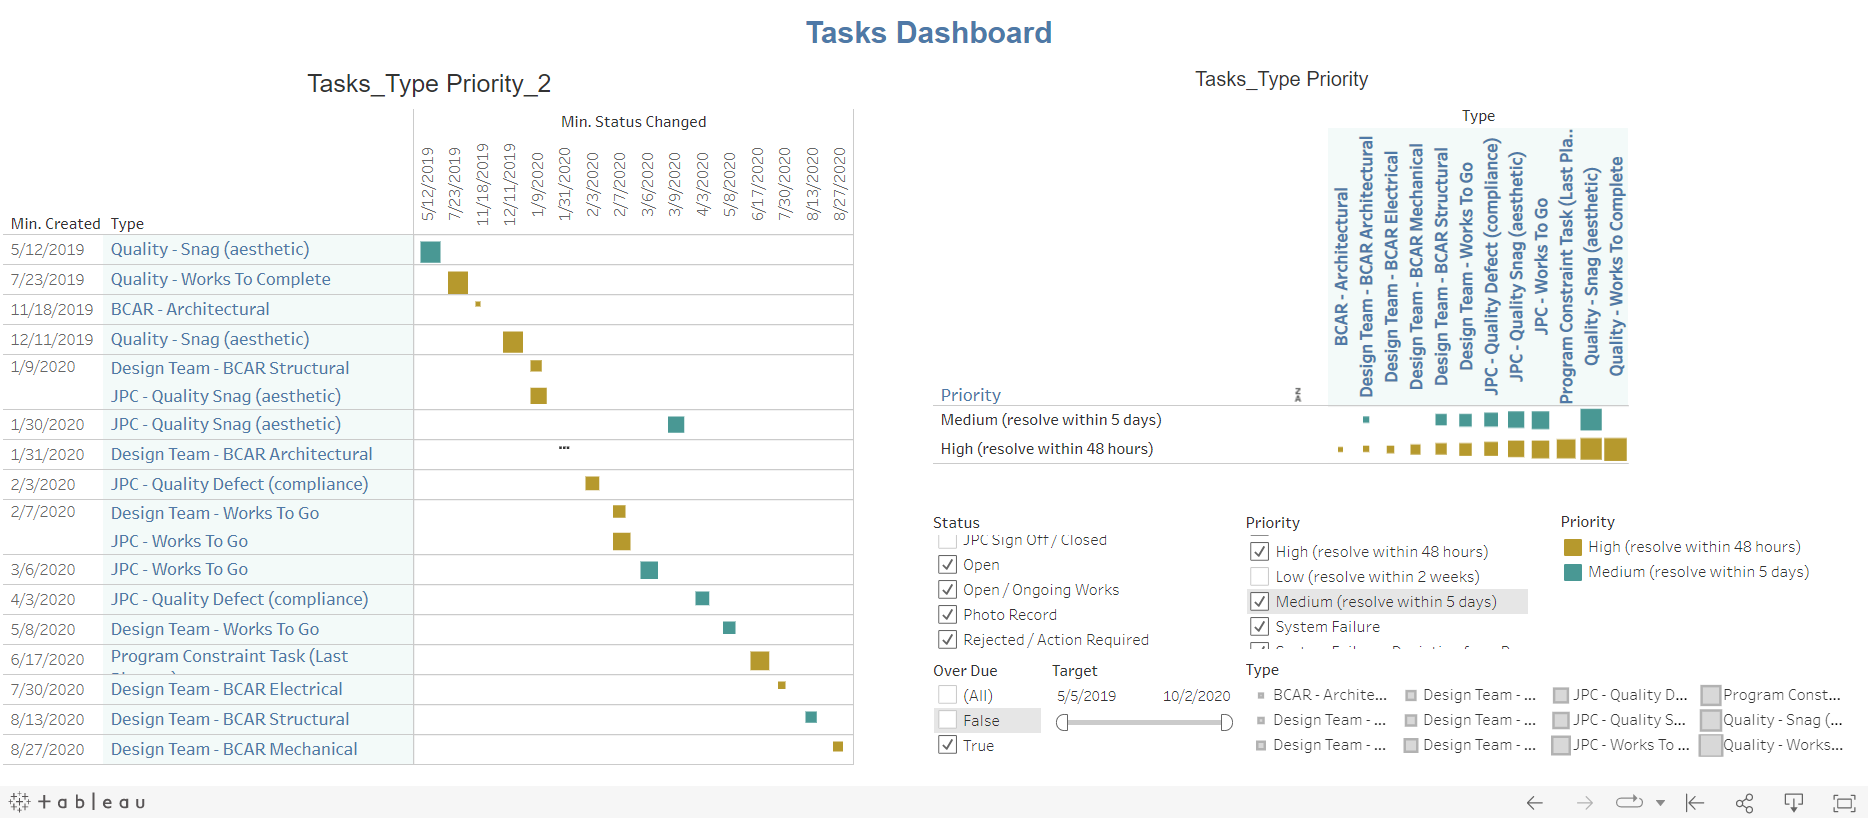 Tasks Dashboard
Tasks_Type Priority_2
Min. Status Changed
5/12/2019
7/23/2019
11/18/2019
12/11/2019
1/9/2020
1/31/2020
2/3/2020
2/7/2020
3/6/2020
3/9/2020
4/3/2020
5/8/2020
6/17/2020
7/30/2020
8/13/2020
8/27/2020
Min. Created Type
5/12/2019 Quality - Snag (aesthetic)
7/23/2019 Quality - Works To Complete
11/18/2019 BCAR - Architectural
12/11/2019 Quality - Snag (aesthetic)
1/9/2020 Design Team - BCAR Structural
JPC - Quality Snag (aesthetic)
1/30/2020 JPC - Quality Snag (aesthetic)
1/31/2020 Design Team - BCAR Architectural
2/3/2020 JPC - Quality Defect (compliance)
2/7/2020 Design Team - Works To Go
JPC - Works To Go
3/6/2020 JPC - Works To Go
4/3/2020 JPC - Quality Defect (compliance)
5/8/2020 Design Team - Works To Go
6/17/2020 Program Constraint Task (Last
7/30/2020 Design Team - BCAR Electrical
8/13/2020 Design Team - BCAR Structural
8/27/2020 Design Team - BCAR Mechanical
Tasks_Type Priority
Type
BCAR - Architectural
Design Team - BCAR Architectural
Design Team - BCAR Electrical
Design Team - BCAR Mechanical
Design Team - BCAR Structural
Design Team - Works To Go
JPC - Quality Defect (compliance)
JPC - Quality Snag (aesthetic)
JPC - Works To Go
Program Constraint Task (Last Pla..
Quality - Snag (aesthetic)
Quality - Works To Complete
Priority
Medium (resolve within 5 days)
High (resolve within 48 hours)
Status
JPC Sign Off / Closed
Open
Open / Ongoing Works
Photo Record
Rejected / Action Required
Priority
High (resolve within 48 hours)
Low (resolve within 2 weeks)
Medium (resolve within 5 days)
System Failure
Priority
High (resolve within 48 hours)
Medium (resolve within 5 days)
Over Due
(All)
False
True
Target
5/5/2019 10/2/2020
Type
BCAR - Archite... Design Team - ... JPC - Quality D... Program Const...
Design Team - ... Design Team - ... JPC - Quality S... Quality - Snag (...
Design Team - ... Design Team - ... JPC - Works To ... Quality - Works...
+ableau